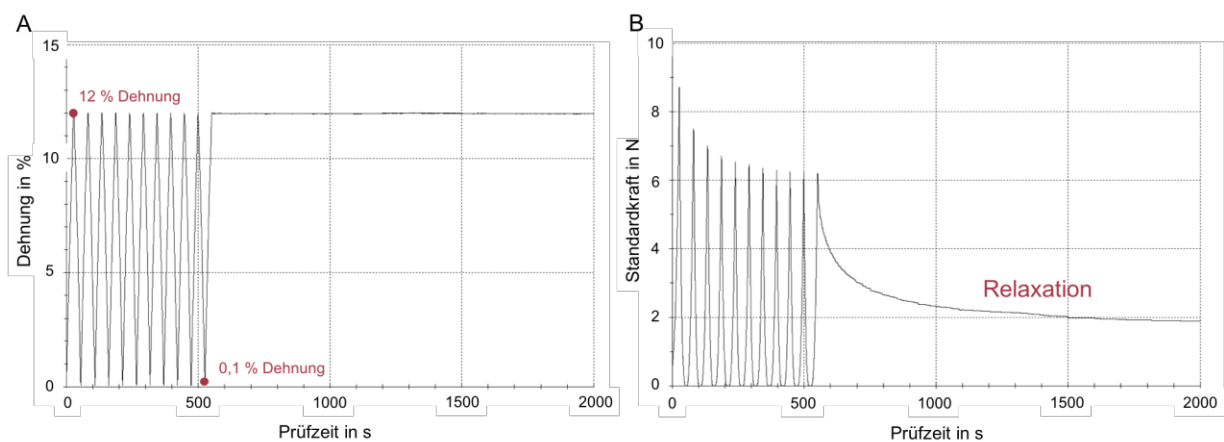 A
15
10
5
0
Dehnung in %
12 % Dehnung
0,1 % Dehnung
0
500
1000
1500
2000
Prüfzeit in s
B
10
8
6
4
2
0
Standardkraft in N
Relaxation
0
500
1000
1500
2000
Prüfzeit in s